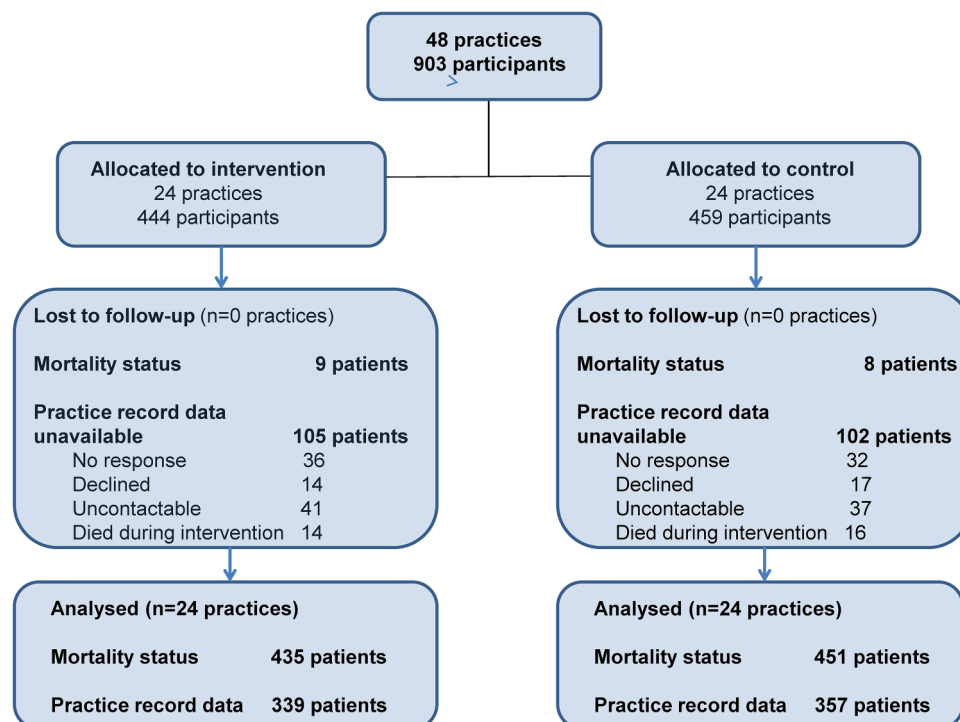 48 practices
903 participants
Allocated to intervention
24 practices
444 participants
Allocated to control
24 practices
459 participants
Lost to follow-up (n=0 practices)
Mortality status 9 patients
Practice record data
unavailable 105 patients
No response 36
Declined 14
Uncontactable 41
Died during intervention 14
Lost to follow-up (n=0 practices)
Mortality status 8 patients
Practice record data
unavailable 102 patients
No response 32
Declined 17
Uncontactable 37
Died during intervention 16
Analysed (n=24 practices)
Mortality status 435 patients
Practice record data 339 patients
Analysed (n=24 practices)
Mortality status 451 patients
Practice record data 357 patients